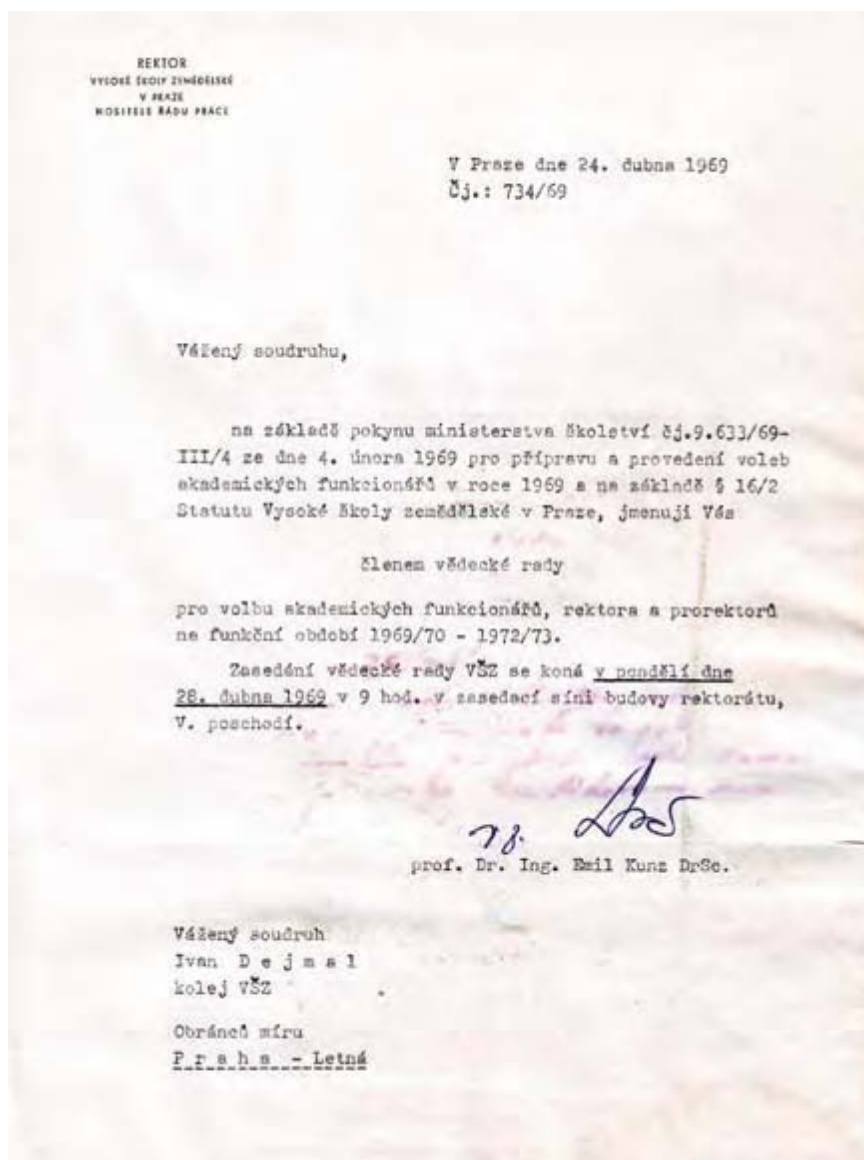 REKTOR
VYSOKÉ ŠKOLY ZEMĚDĚLSKÉ
V PRAZE
NOSITELE ŘÁDU PRÁCE
V Praze dne 24. dubna 1969
Čj.: 734/69
Vážený soudruhu,
na základě pokynu ministerstva školství čj.9.633/69-
III/4 ze dne 4. února 1969 pro přípravu a provedení voleb
akademických funkcionářů v roce 1969 a na základě § 16/2
Statutu Vysoké školy zemědělské v Praze, jmenuji Vás
členem vědecké rady
pro volbu akademických funkcionářů, rektora a prorektorů
na funkční období 1969/70 - 1972/73.
Zasedání vědecké rady VŠZ se koná v pondělí dne
28. dubna 1969 v 9 hod. v zasedací síni budovy rektorátu,
V. poschodí.
prof. Dr. Ing. Emil Kunz DrSc.
Vážený soudruh
Ivan D e j m a l
kolej VŠZ
Obránců míru
P r a h a - Letná